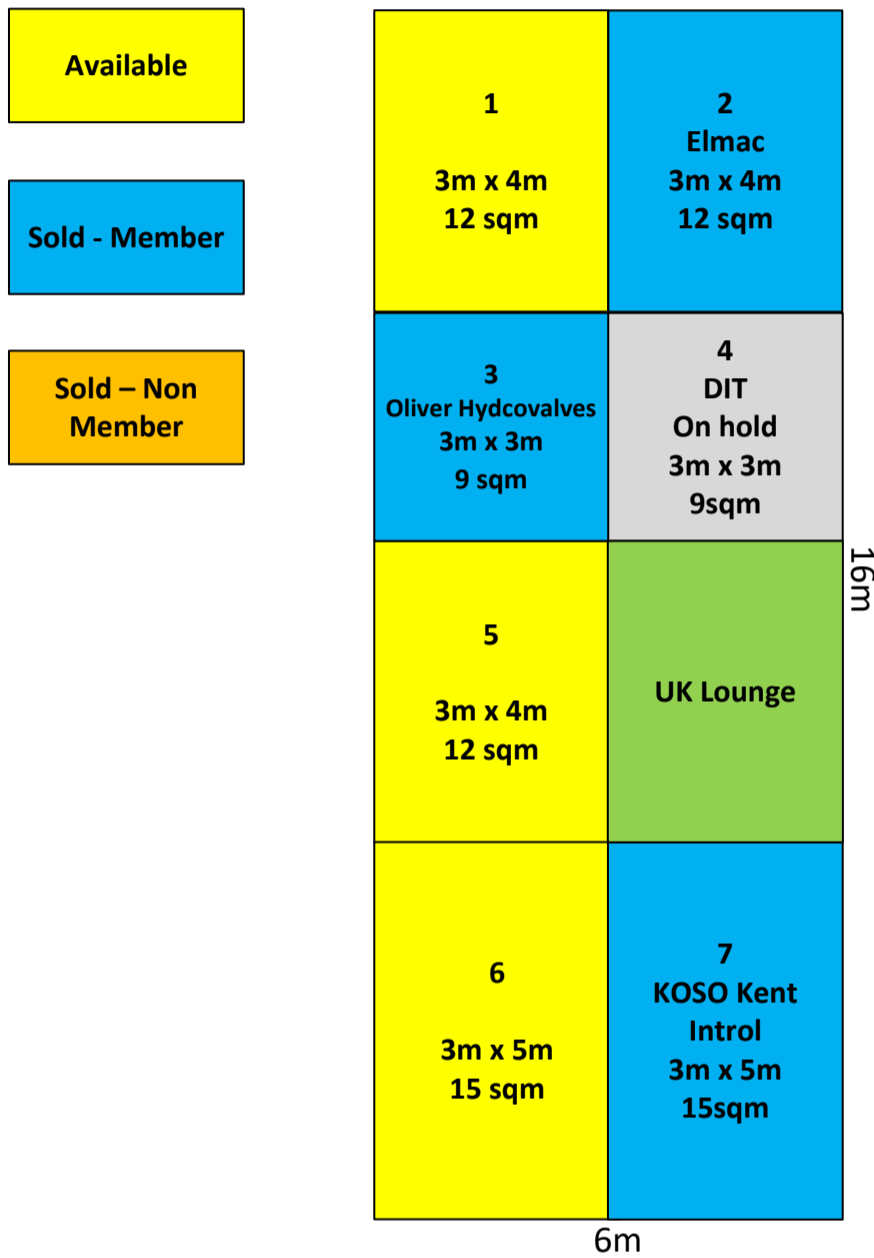 Available
Sold - Member
Sold – Non
Member
1
3m x 4m
12 sqm
2
Elmac
3m x 4m
12 sqm
3
Oliver Hydcovalves
3m x 3m
9 sqm
4
DIT
On hold
3m x 3m
9sqm
5
3m x 4m
12 sqm
UK Lounge
16m
6
3m x 5m
15 sqm
7
KOSO Kent
Introl
3m x 5m
15sqm
6m